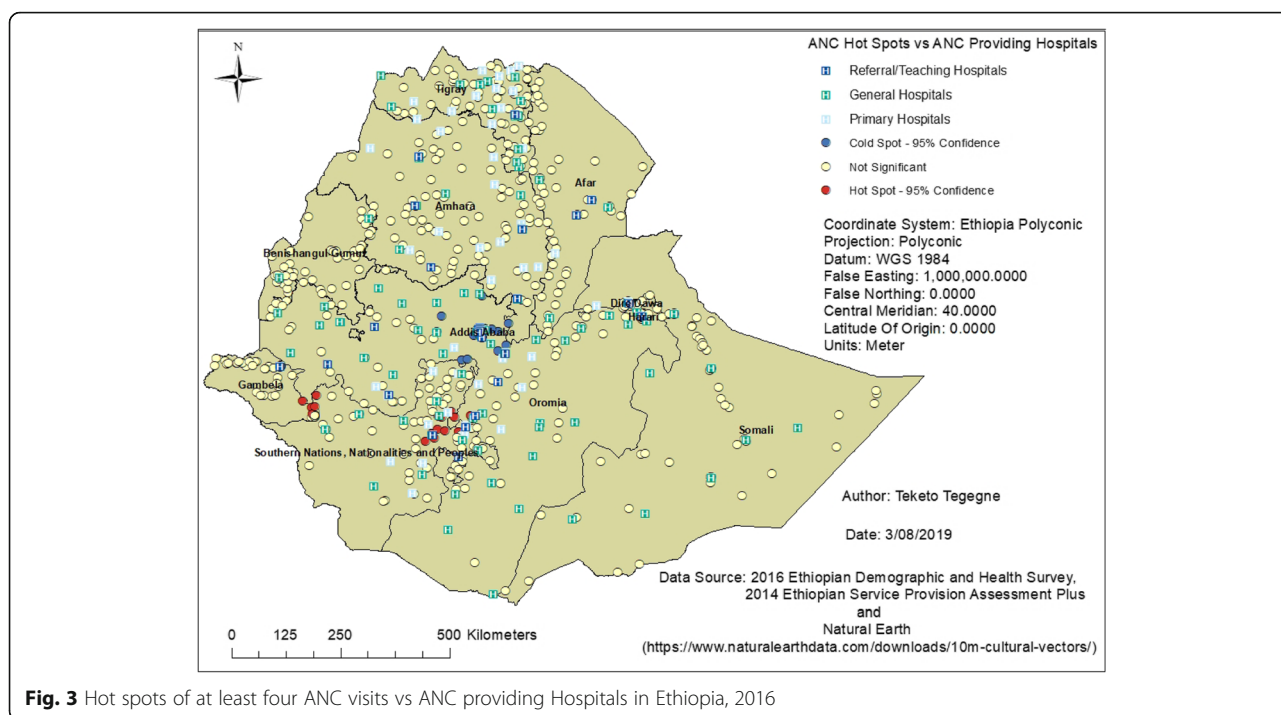 N
ANC Hot Spots vs ANC Providing Hospitals
H Referral/Teaching Hospitals
H General Hospitals
H Primary Hospitals
Cold Spot - 95% Confidence
Not Significant
Hot Spot - 95% Confidence
Coordinate System: Ethiopia Polyconic
Projection: Polyconic
Datum: WGS 1984
False Easting: 1,000,000.0000
False Northing: 0.0000
Central Meridian: 40.0000
Latitude Of Origin: 0.0000
Units: Meter
Tigray
Afar
Amhara
Benishangul Gumuz
Dire Dawa
Harari
Addis Ababa
Gambela
Oromia
Somali
Southern Nations, Nationalities and Peoples
Author: Teketo Tegegne
Date: 3/08/2019
Data Source: 2016 Ethiopian Demographic and Health Survey,
2014 Ethiopian Service Provision Assessment Plus
and
Natural Earth
(https://www.naturalearthdata.com/downloads/10m-cultural-vectors/)
0 125 250 500 Kilometers
Fig. 3 Hot spots of at least four ANC visits vs ANC providing Hospitals in Ethiopia, 2016